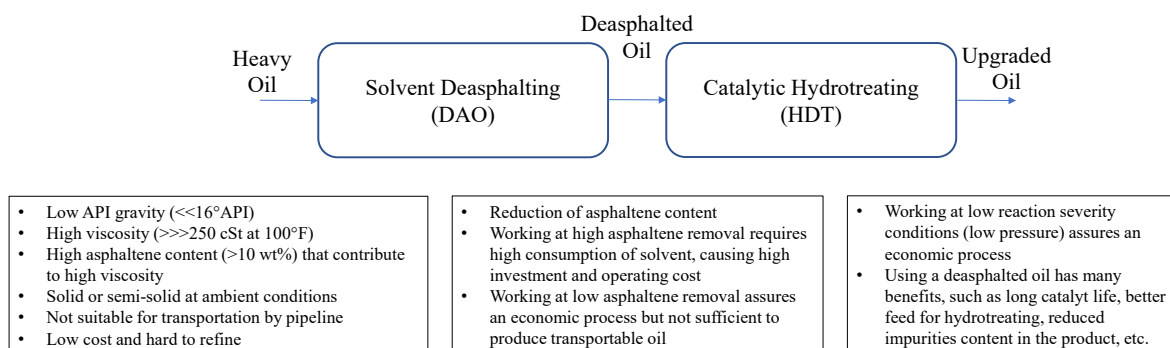 Heavy
Oil
Solvent Deasphalting
(DAO)
Deasphalted
Oil
Catalytic Hydrotreating
(HDT)
Upgraded
Oil
• Low API gravity (<<16°API)
• High viscosity (>>>250 cSt at 100°F)
• High asphaltene content (>10 wt%) that contribute
to high viscosity
• Solid or semi-solid at ambient conditions
• Not suitable for transportation by pipeline
• Low cost and hard to refine
• Reduction of asphaltene content
• Working at high asphaltene removal requires
high consumption of solvent, causing high
investment and operating cost
• Working at low asphaltene removal assures
an economic process but not sufficient to
produce transportable oil
• Working at low reaction severity
conditions (low pressure) assures an
economic process
• Using a deasphalted oil has many
benefits, such as long catalyt life, better
feed for hydrotreating, reduced
impurities content in the product, etc.